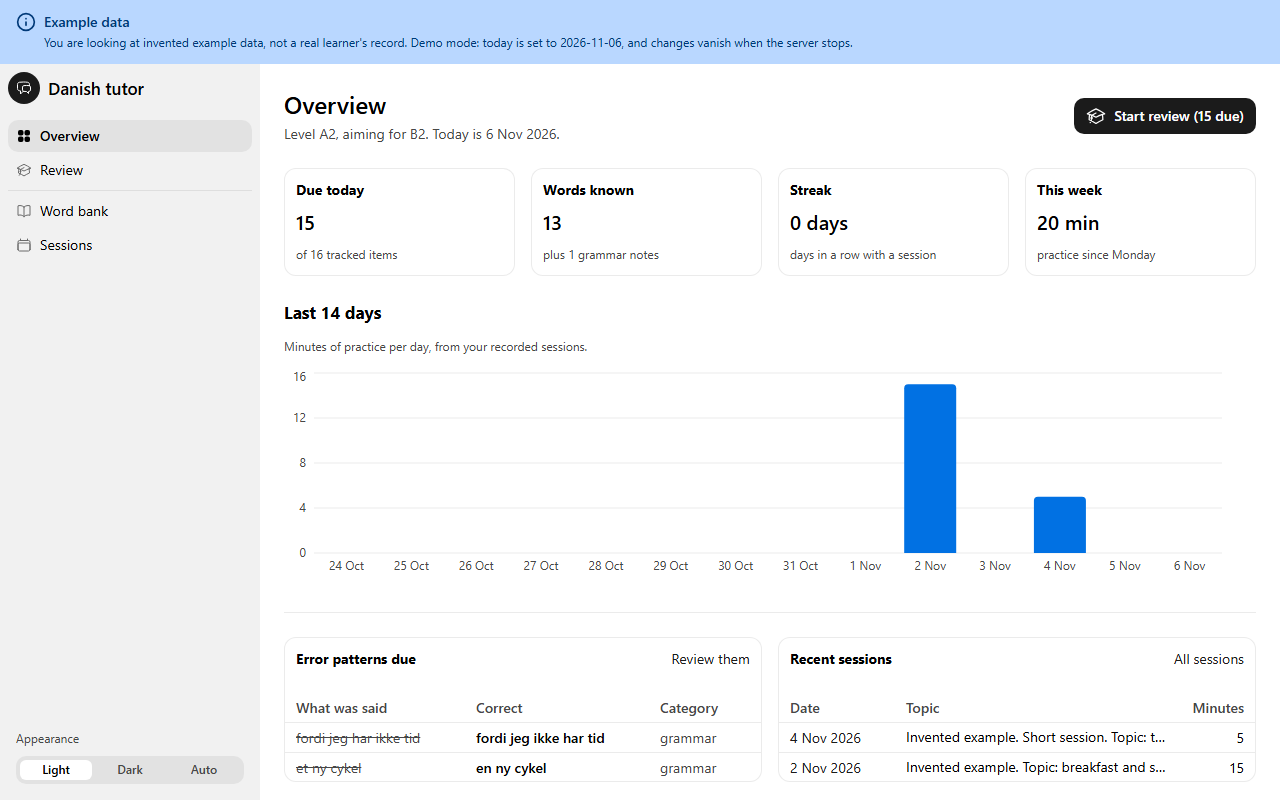 Example data
You are looking at invented example data, not a real learner's record. Demo mode: today is set to 2026-11-06, and changes vanish when the server stops.
Danish tutor
Overview
Review
Word bank
Sessions
Appearance
Light Dark Auto
Overview
Level A2, aiming for B2. Today is 6 Nov 2026.
Start review (15 due)
Due today
15
of 16 tracked items
Words known
13
plus 1 grammar notes
Streak
0 days
days in a row with a session
This week
20 min
practice since Monday
Last 14 days
Minutes of practice per day, from your recorded sessions.
16
12
8
4
0
24 Oct 25 Oct 26 Oct 27 Oct 28 Oct 29 Oct 30 Oct 31 Oct 1 Nov 2 Nov 3 Nov 4 Nov 5 Nov 6 Nov
Error patterns due Review them
What was said Correct Category
fordi jeg har ikke tid fordi jeg ikke har tid grammar
et ny cykel en ny cykel grammar
Recent sessions All sessions
Date Topic Minutes
4 Nov 2026 Invented example. Short session. Topic: t... 5
2 Nov 2026 Invented example. Topic: breakfast and s... 15